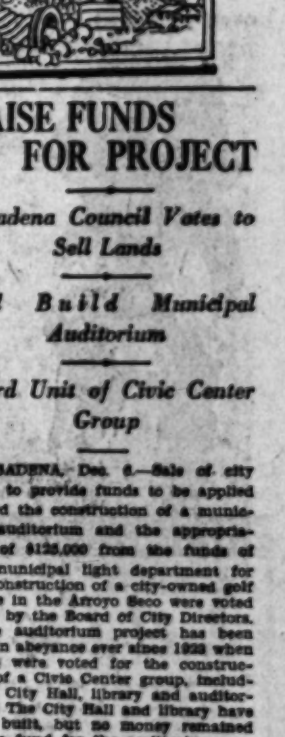 AISE FUNDS
FOR PROJECT
adena Council Votes to
Sell Lands
l Build Municipal
Auditorium
rd Unit of Civic Center
Group
SADENA, Dec. 6.—Sale of city
to provide funds to be applied
d the construction of a munic-
auditorium and the appropria-
of $125,000 from the funds of
municipal light department for
onstruction of a city-owned golf
e in the Arroyo Seco were voted
by the Board of City Directors.
e auditorium project has been
n abeyance ever since 1923 when
were voted for the construc-
of a Civic Center group, includ-
City Hall, library and auditor-
The City Hall and library have
built, but no money remained